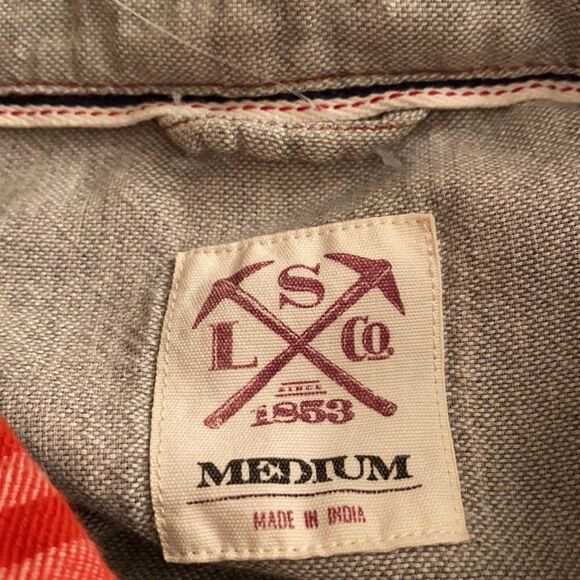 S
L Co.
SINCE
1853
MEDIUM
MADE IN INDIA